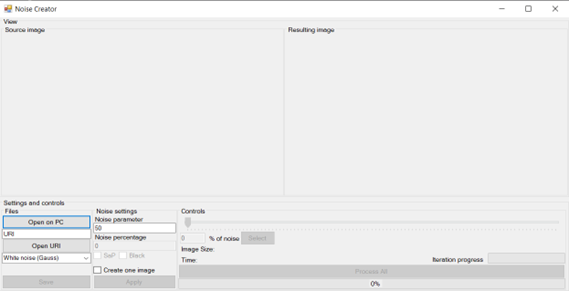 Noise Creator
View
Source image
Resulting image
Settings and controls
Files
Noise settings
Controls
Open on PC
Noise parameter
50
URI
Noise percentage
0
% of noise
Select
Open URI
0
Image Size:
White noise (Gauss)
SaP
Black
Time:
Iteration progress
Create one image
Process All
Save
Apply
0%